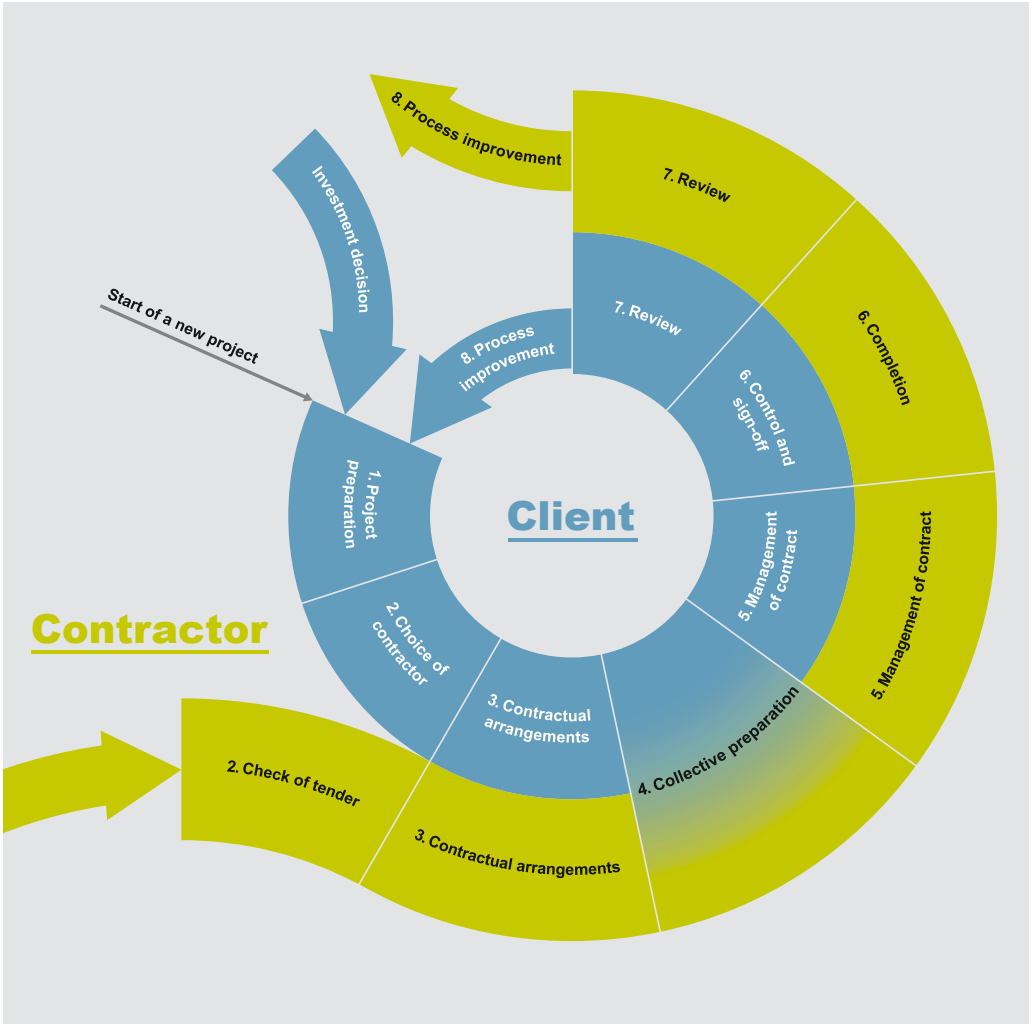 8. Process improvement
7. Review
Investment decision
6. Completion
Start of a new project
8. Process
improvement
7. Review
6. Control and
sign-off
1. Project
preparation
Client
5. Management
of contract
5. Management of contract
2. Choice of
contractor
Contractor
3. Contractual
arrangements
4. Collective preparation
2. Check of tender
3. Contractual arrangements